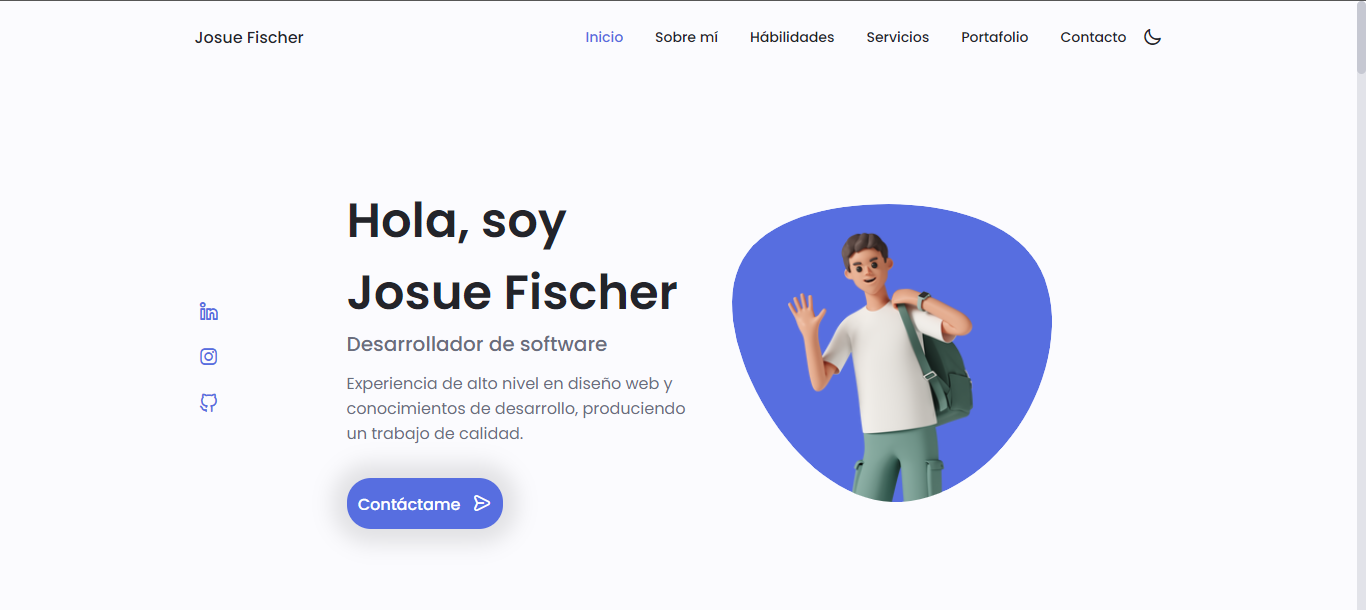 Josue Fischer
Inicio Sobre mí Hábilidades Servicios Portafolio Contacto
Hola, soy
Josue Fischer
Desarrollador de software
Experiencia de alto nivel en diseño web y
conocimientos de desarrollo, produciendo
un trabajo de calidad.
Contáctame